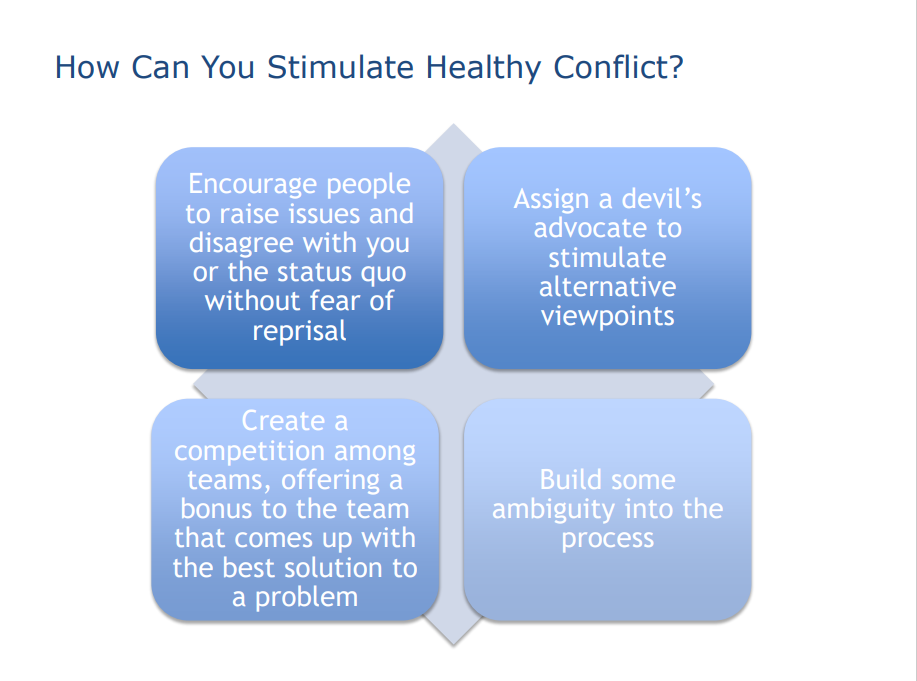 How Can You Stimulate Healthy Conflict?
Encourage people
to raise issues and
disagree with you
or the status quo
without fear of
reprisal
Assign a devil’s
advocate to
stimulate
alternative
viewpoints
Create a
competition among
teams, offering a
bonus to the team
that comes up with
the best solution to
a problem
Build some
ambiguity into the
process